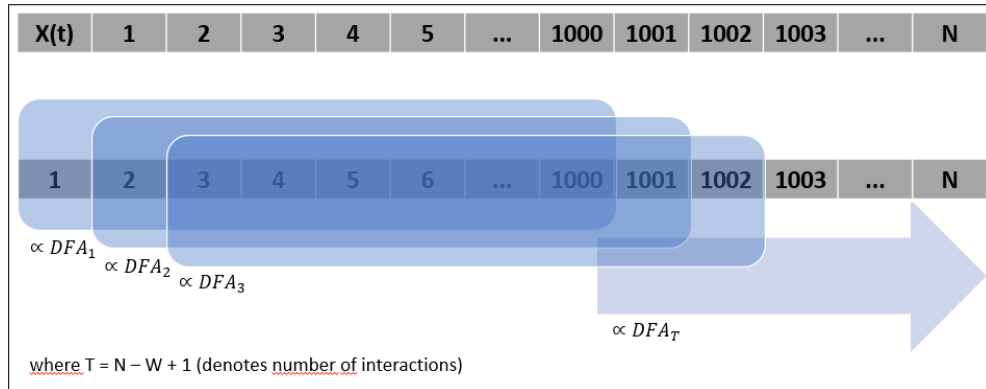 X(t) 1 2 3 4 5 ... 1000 1001 1002 1003 ... N
1 2 3 4 5 6 ... 1000 1001 1002 1003 ... N
∝ DFA₁
∝ DFA₂
∝ DFA₃
∝ DFA_T
where T = N – W + 1 (denotes number of interactions)